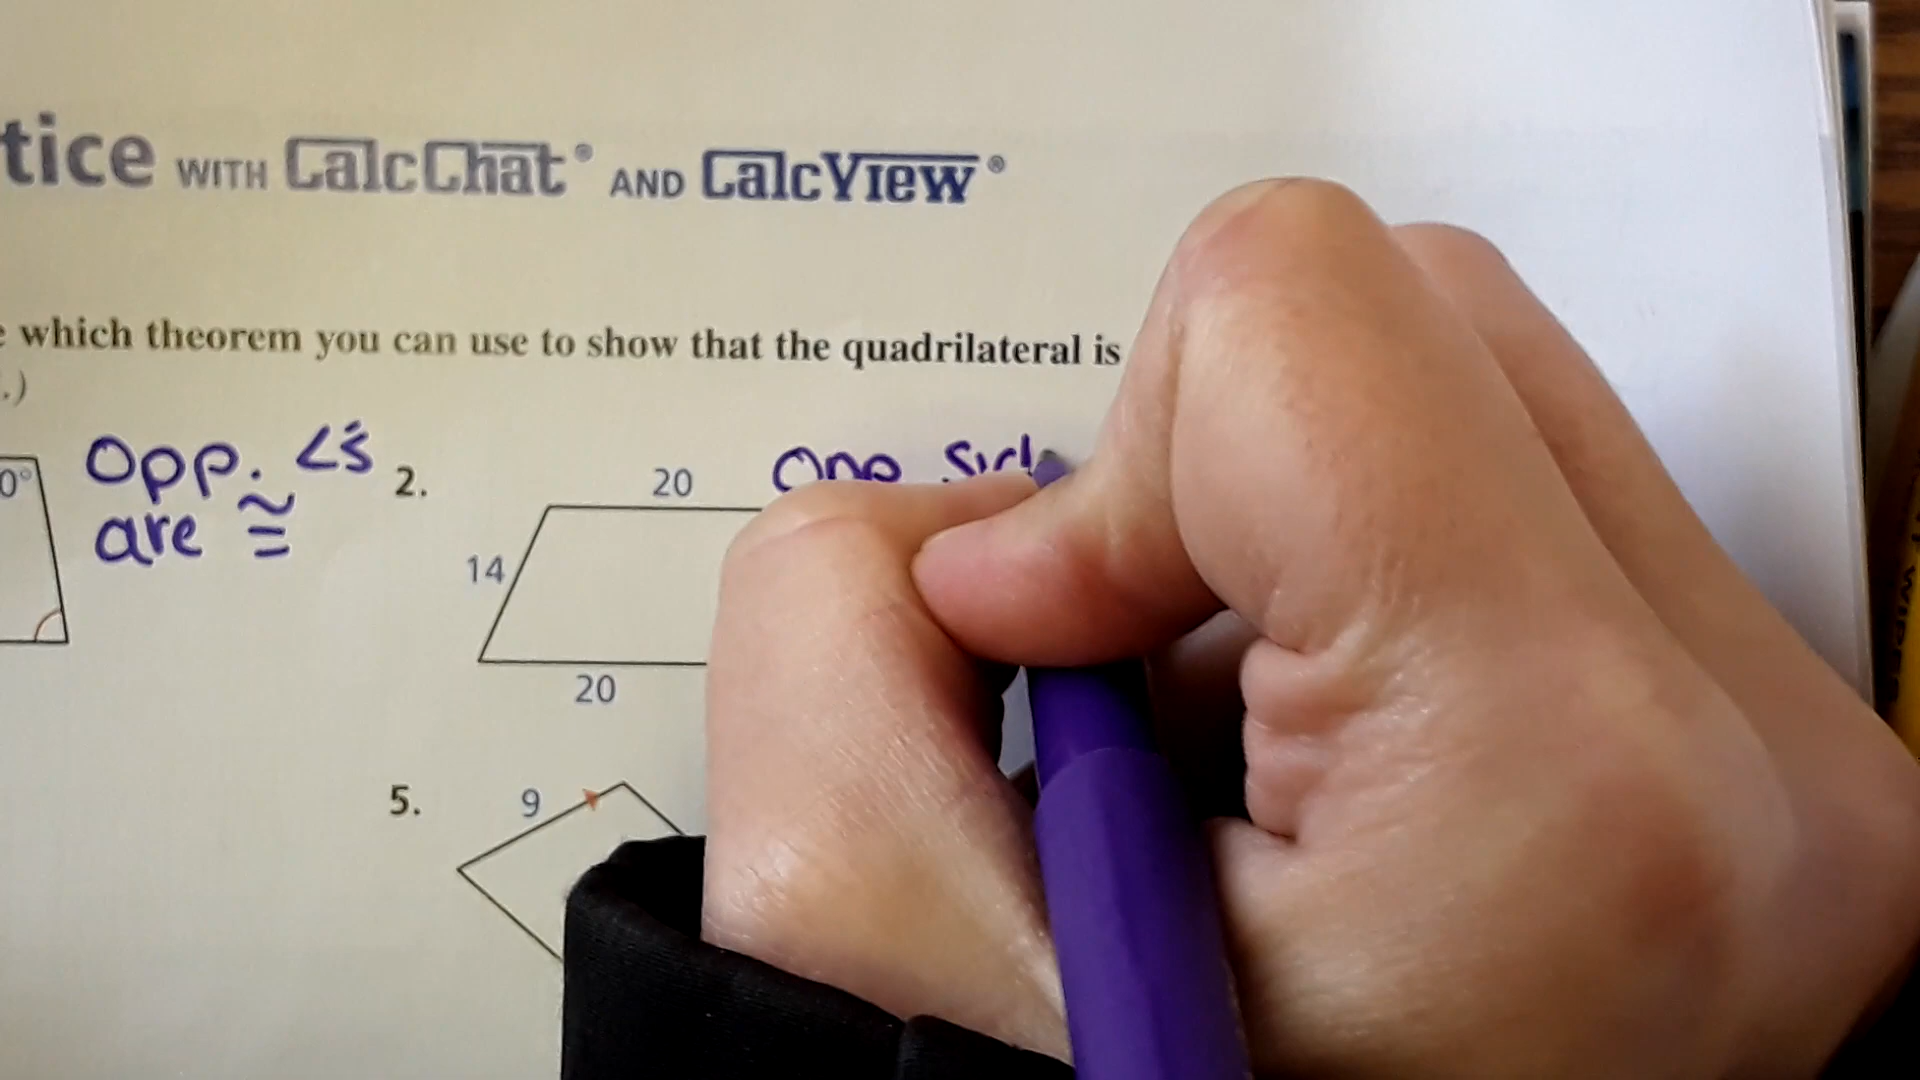 tice WITH CalcChat® AND CalcView®
which theorem you can use to show that the quadrilateral is
.)
Opp. ∠'s
are ≅
0°
2.
20
14
20
5.
9